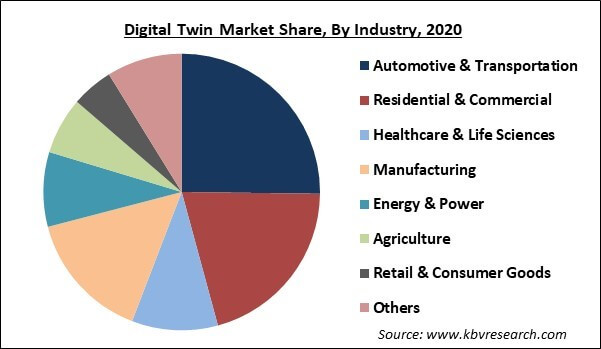 Digital Twin Market Share, By Industry, 2020
Automotive & Transportation
Residential & Commercial
Healthcare & Life Sciences
Manufacturing
Energy & Power
Agriculture
Retail & Consumer Goods
Others
Source: www.kbvresearch.com